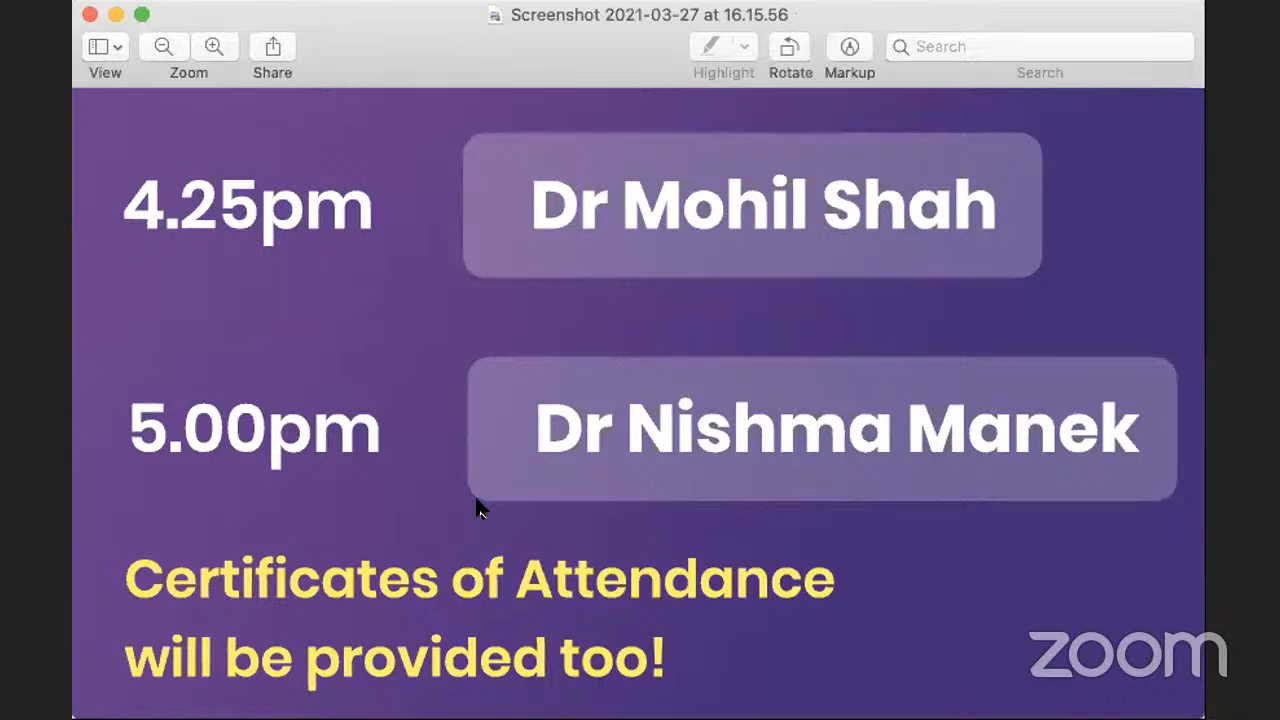 Screenshot 2021-03-27 at 16.15.56
View
Zoom
Share
Highlight
Rotate
Markup
Search
Search
4.25pm
Dr Mohil Shah
5.00pm
Dr Nishma Manek
Certificates of Attendance
will be provided too!
zoom